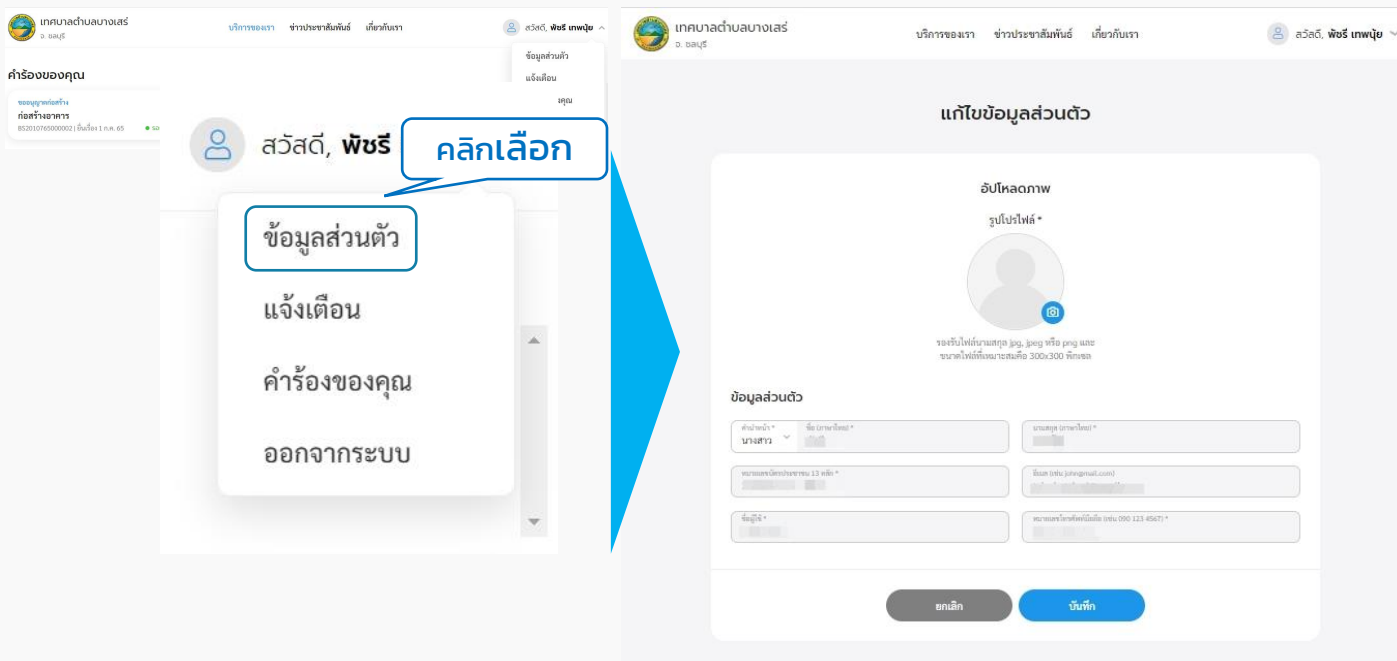 เทศบาลตำบลบางเสร่
อ. ชลบุรี
บริการของเรา ข่าวประชาสัมพันธ์ เกี่ยวกับเรา
สวัสดี, พัชรี เทพนุ้ย
ข้อมูลส่วนตัว
แจ้งเตือน
คำร้องของคุณ
ขออนุญาตก่อสร้าง
ก่อสร้างอาคาร
BS2010765000002 | ยื่นเรื่อง 1 ก.ค. 65
สวัสดี, พัชรี
คลิกเลือก
ข้อมูลส่วนตัว
แจ้งเตือน
คำร้องของคุณ
ออกจากระบบ
เทศบาลตำบลบางเสร่
อ. ชลบุรี
บริการของเรา ข่าวประชาสัมพันธ์ เกี่ยวกับเรา
สวัสดี, พัชรี เทพนุ้ย
แก้ไขข้อมูลส่วนตัว
อัปโหลดภาพ
รูปโปรไฟล์ *
รองรับไฟล์นามสกุล jpg, jpeg หรือ png และ
ขนาดไฟล์ที่เหมาะสมคือ 300x300 พิกเซล
ข้อมูลส่วนตัว
คำนำหน้า * ชื่อ (ภาษาไทย) * นามสกุล (ภาษาไทย) *
นางสาว
หมายเลขบัตรประชาชน 13 หลัก * อีเมล (เช่น john@mail.com)
ชื่อผู้ใช้ * หมายเลขโทรศัพท์มือถือ (เช่น 090 123 4567) *
ยกเลิก บันทึก